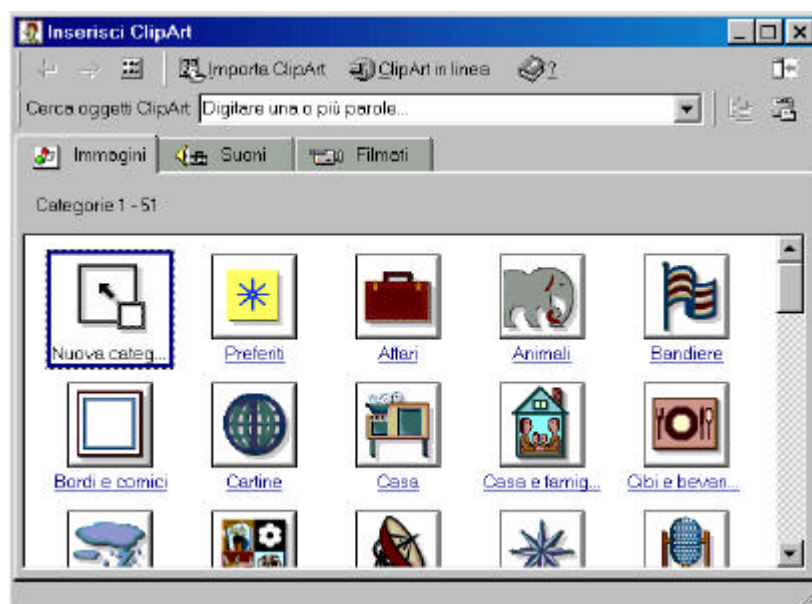 Inserisci ClipArt
Importa ClipArt ClipArt in linea ?
Cerca oggetti ClipArt Digitare una o più parole...
Immagini Suoni Filmati
Categorie 1 - 51
Nuova categ... Preferiti Affari Animali Bandiere
Bordi e cornici Cartine Casa Casa e famig... Cibi e bevan...